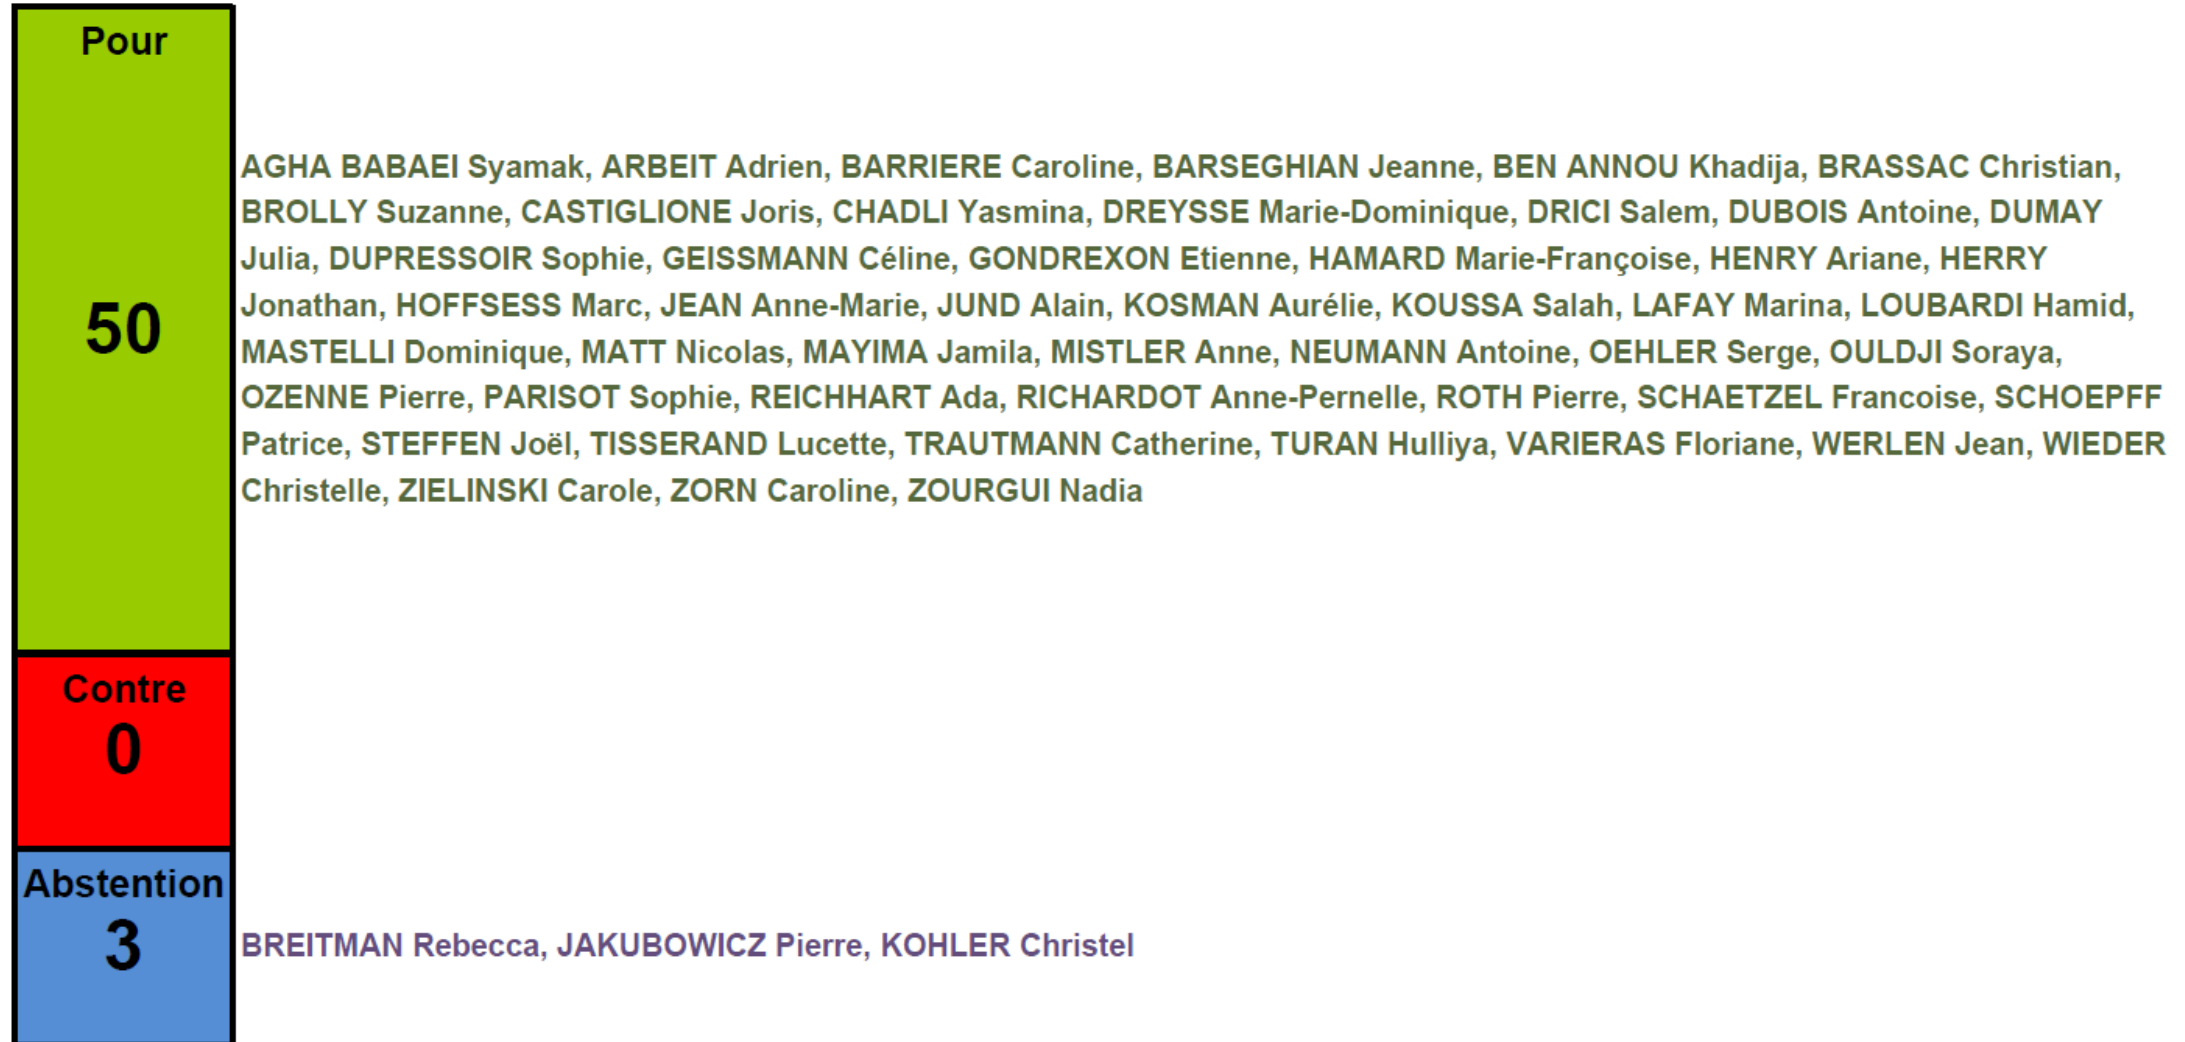 Pour
50
AGHA BABAEI Syamak, ARBEIT Adrien, BARRIERE Caroline, BARSEGHIAN Jeanne, BEN ANNOU Khadija, BRASSAC Christian,
BROLLY Suzanne, CASTIGLIONE Joris, CHADLI Yasmina, DREYSSE Marie-Dominique, DRICI Salem, DUBOIS Antoine, DUMAY
Julia, DUPRESSOIR Sophie, GEISSMANN Céline, GONDREXON Etienne, HAMARD Marie-Françoise, HENRY Ariane, HERRY
Jonathan, HOFFSESS Marc, JEAN Anne-Marie, JUND Alain, KOSMAN Aurélie, KOUSSA Salah, LAFAY Marina, LOUBARDI Hamid,
MASTELLI Dominique, MATT Nicolas, MAYIMA Jamila, MISTLER Anne, NEUMANN Antoine, OEHLER Serge, OULDJI Soraya,
OZENNE Pierre, PARISOT Sophie, REICHHART Ada, RICHARDOT Anne-Pernelle, ROTH Pierre, SCHAETZEL Francoise, SCHOEPFF
Patrice, STEFFEN Joël, TISSERAND Lucette, TRAUTMANN Catherine, TURAN Hulliya, VARIERAS Floriane, WERLEN Jean, WIEDER
Christelle, ZIELINSKI Carole, ZORN Caroline, ZOURGUI Nadia
Contre
0
Abstention
3
BREITMAN Rebecca, JAKUBOWICZ Pierre, KOHLER Christel